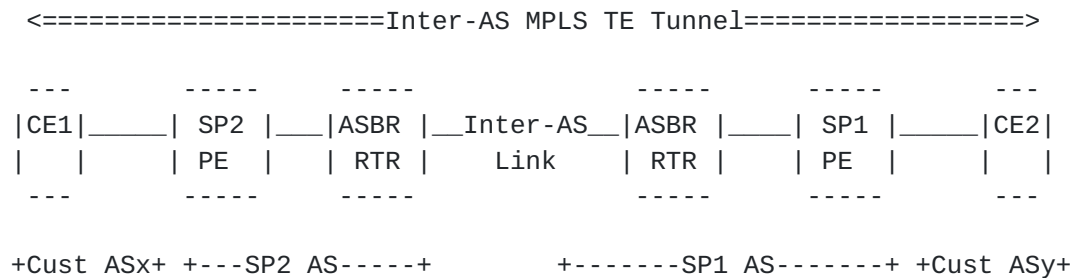 <======================Inter-AS MPLS TE Tunnel==================>
 ---       -----     -----              -----      -----      ---
|CE1|_____| SP2 |___|ASBR |__Inter-AS__|ASBR |____| SP1 |_____|CE2|
|   |     | PE  |   | RTR |    Link    | RTR |    | PE  |     |   |
 ---       -----     -----              -----      -----      ---
+Cust ASx+ +---SP2 AS-----+        +-------SP1 AS-------+ +Cust ASy+